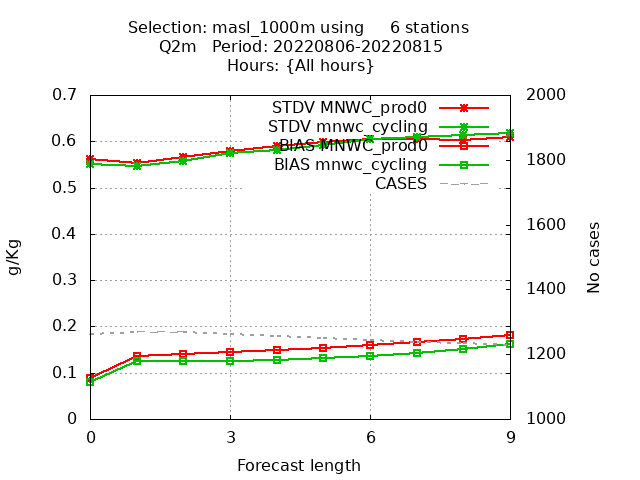 Selection: masl_1000m using 6 stations
Q2m Period: 20220806-20220815
Hours: {All hours}
0.7
0.6
0.5
0.4
0.3
0.2
0.1
0
2000
1800
1600
1400
1200
1000
STDV MNWC_prod0
STDV mnwc_cycling
BIAS MNWC_prod0
BIAS mnwc_cycling
CASES
g/Kg
No cases
0
3
6
9
Forecast length